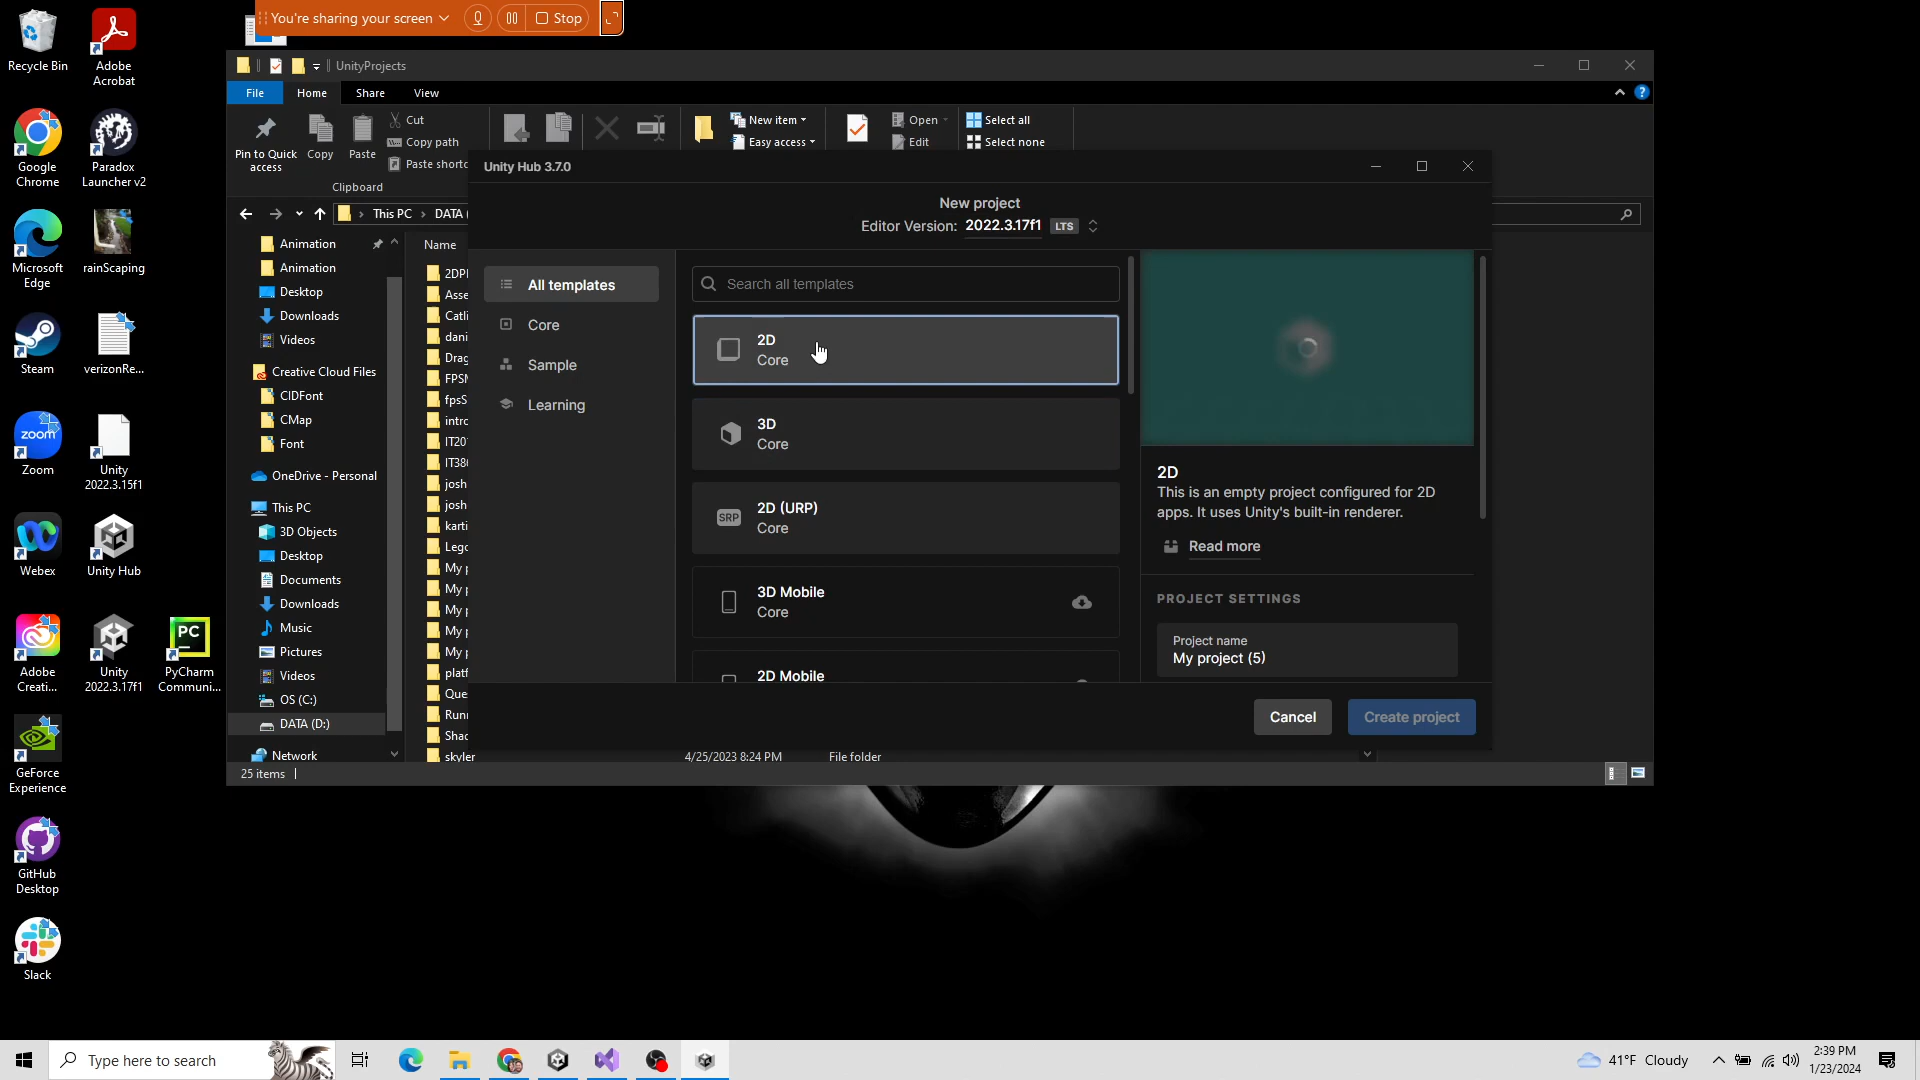 You're sharing your screen
Stop
Recycle Bin
Adobe
Acrobat
Google
Chrome
Paradox
Launcher v2
Microsoft
Edge
rainScaping
Steam
verizonRe...
Zoom
zoom
Unity
2022.3.15f1
Webex
Unity Hub
Adobe
Creati...
Unity
2022.3.17f1
PC
PyCharm
Communi...
GeForce
Experience
GitHub
Desktop
Slack
UnityProjects
File
Home
Share
View
Pin to Quick
access
Copy
Paste
Cut
Copy path
Clipboard
New item
Easy access
Open
Edit
Select all
Select none
This PC
DATA
Animation
Animation
Desktop
Downloads
Videos
Creative Cloud Files
CIDFont
CMap
Font
OneDrive - Personal
This PC
3D Objects
Desktop
Documents
Downloads
Music
Pictures
Videos
OS (C:)
DATA (D:)
Network
25 items
Name
skyler
4/25/2023 8:24 PM
File folder
Unity Hub 3.7.0
New project
Editor Version: 2022.3.17f1 LTS
All templates
Core
Sample
Learning
Search all templates
2D
Core
3D
Core
SRP
2D (URP)
Core
3D Mobile
Core
2D Mobile
2D
This is an empty project configured for 2D
apps. It uses Unity's built-in renderer.
Read more
PROJECT SETTINGS
Project name
My project (5)
Cancel
Create project
Type here to search
41°F Cloudy
2:39 PM
1/23/2024